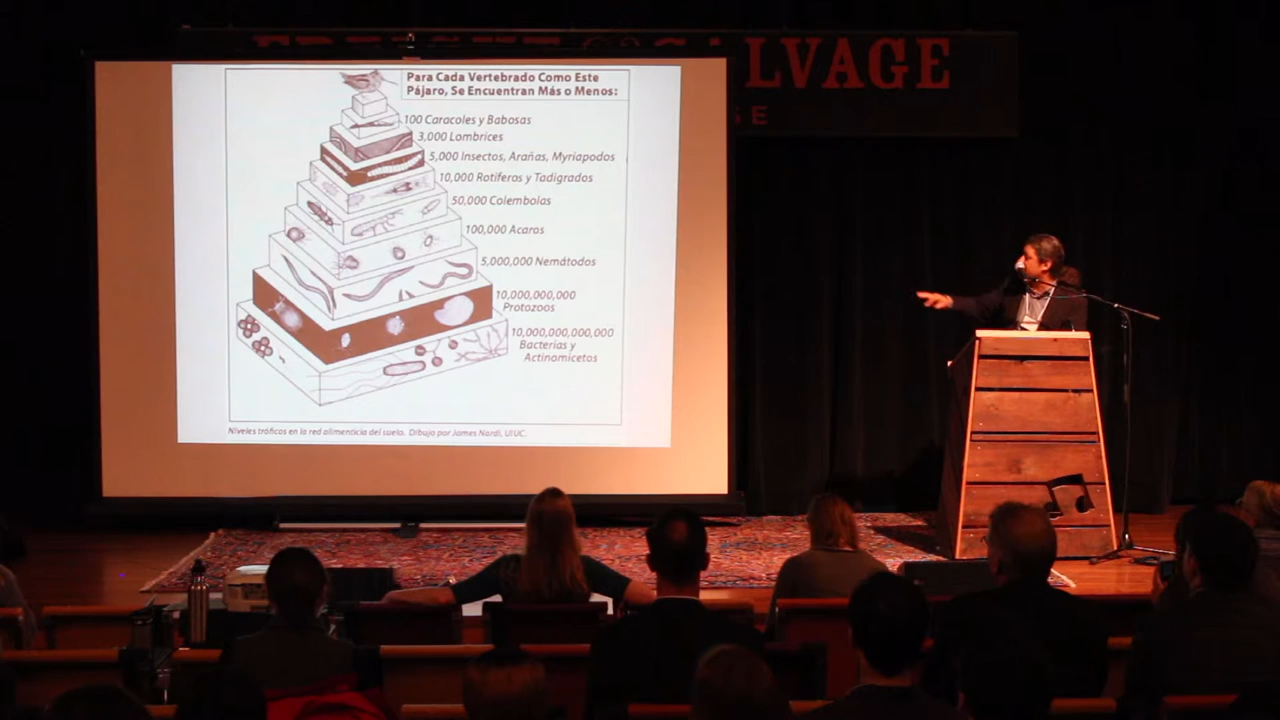 SALVAGE
SE
Para Cada Vertebrado Como Este
Pájaro, Se Encuentran Más o Menos:
100 Caracoles y Babosas
3,000 Lombrices
5,000 Insectos, Arañas, Myriapodos
10,000 Rotíferos y Tadigrados
50,000 Colembolas
100,000 Acaros
5,000,000 Nemátodos
10,000,000,000
Protozoos
10,000,000,000,000
Bacterias y
Actinomicetos
Niveles tróficos en la red alimenticia del suelo. Dibujo por James Nardi, UIUC.